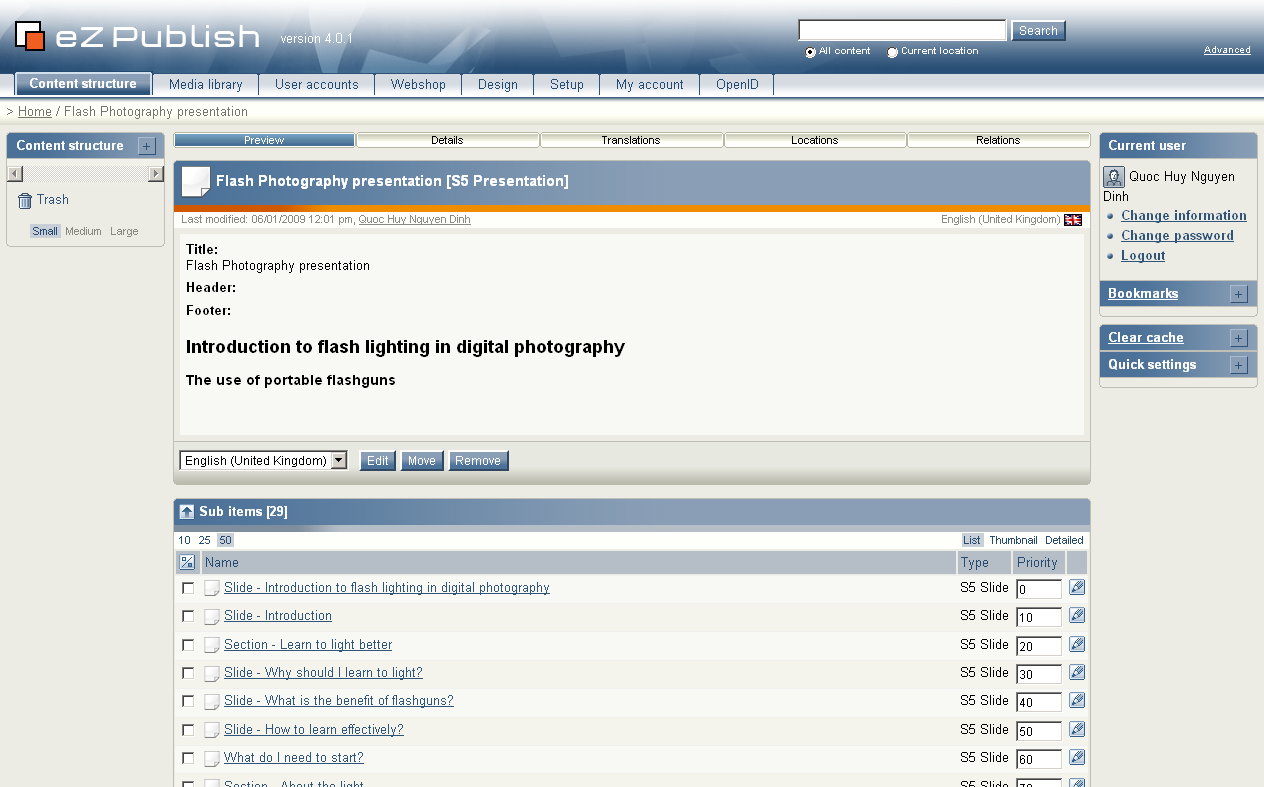 eZ Publish version 4.0.1
Search
All content Current location
Advanced
Content structure Media library User accounts Webshop Design Setup My account OpenID
> Home / Flash Photography presentation
Content structure +
Trash
Small Medium Large
Preview Details Translations Locations Relations
Flash Photography presentation [S5 Presentation]
Last modified: 06/01/2009 12:01 pm, Quoc Huy Nguyen Dinh English (United Kingdom)
Title:
Flash Photography presentation
Header:
Footer:
Introduction to flash lighting in digital photography
The use of portable flashguns
English (United Kingdom) Edit Move Remove
Sub items [29]
10 25 50 List Thumbnail Detailed
Name Type Priority
Slide - Introduction to flash lighting in digital photography S5 Slide 0
Slide - Introduction S5 Slide 10
Section - Learn to light better S5 Slide 20
Slide - Why should I learn to light? S5 Slide 30
Slide - What is the benefit of flashguns? S5 Slide 40
Slide - How to learn effectively? S5 Slide 50
What do I need to start? S5 Slide 60
Section - About the light S5 Slide 70
Current user
Quoc Huy Nguyen
Dinh
Change information
Change password
Logout
Bookmarks +
Clear cache +
Quick settings +